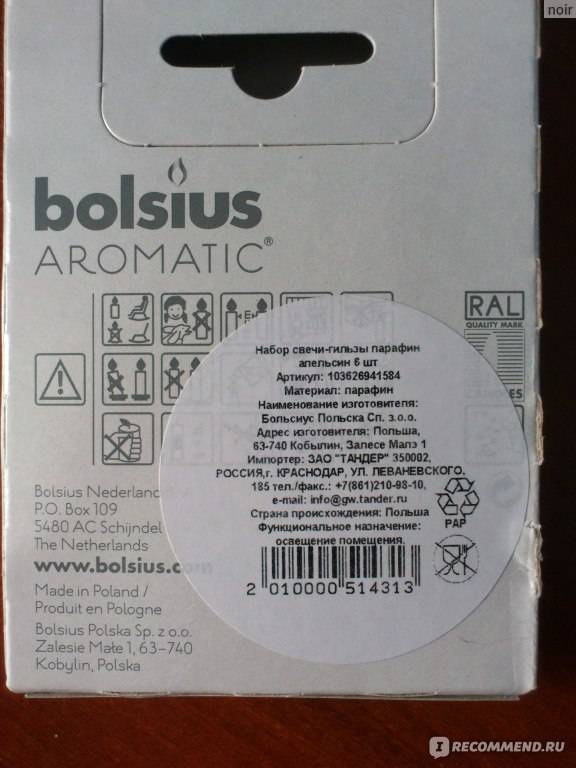 noir
bolsius
AROMATIC®
RAL
QUALITY MARK
Набор свечи-гильзы парафин
апельсин 6 шт
Артикул: 103626941584
Материал: парафин
Наименование изготовителя:
Больсиус Польска Сп. з.о.о.
Адрес изготовителя: Польша,
63-740 Кобылин, Залесе Малэ 1
Импортер: ЗАО "ТАНДЕР" 350002,
РОССИЯ,г. КРАСНОДАР, УЛ. ЛЕВАНЕВСКОГО,
185 тел./факс.: +7(861)210-98-10,
e-mail: info@gw.tander.ru
Страна происхождения: Польша
Функциональное назначение:
освещение помещения.
PAP
2 010000 514313
Bolsius Nederland
P.O. Box 109
5480 AC Schijndel
The Netherlands
www.bolsius.com
Made in Poland /
Produit en Pologne
Bolsius Polska Sp. z o.o.
Zalesie Małe 1, 63-740
Kobylin, Polska
IRECOMMEND.RU